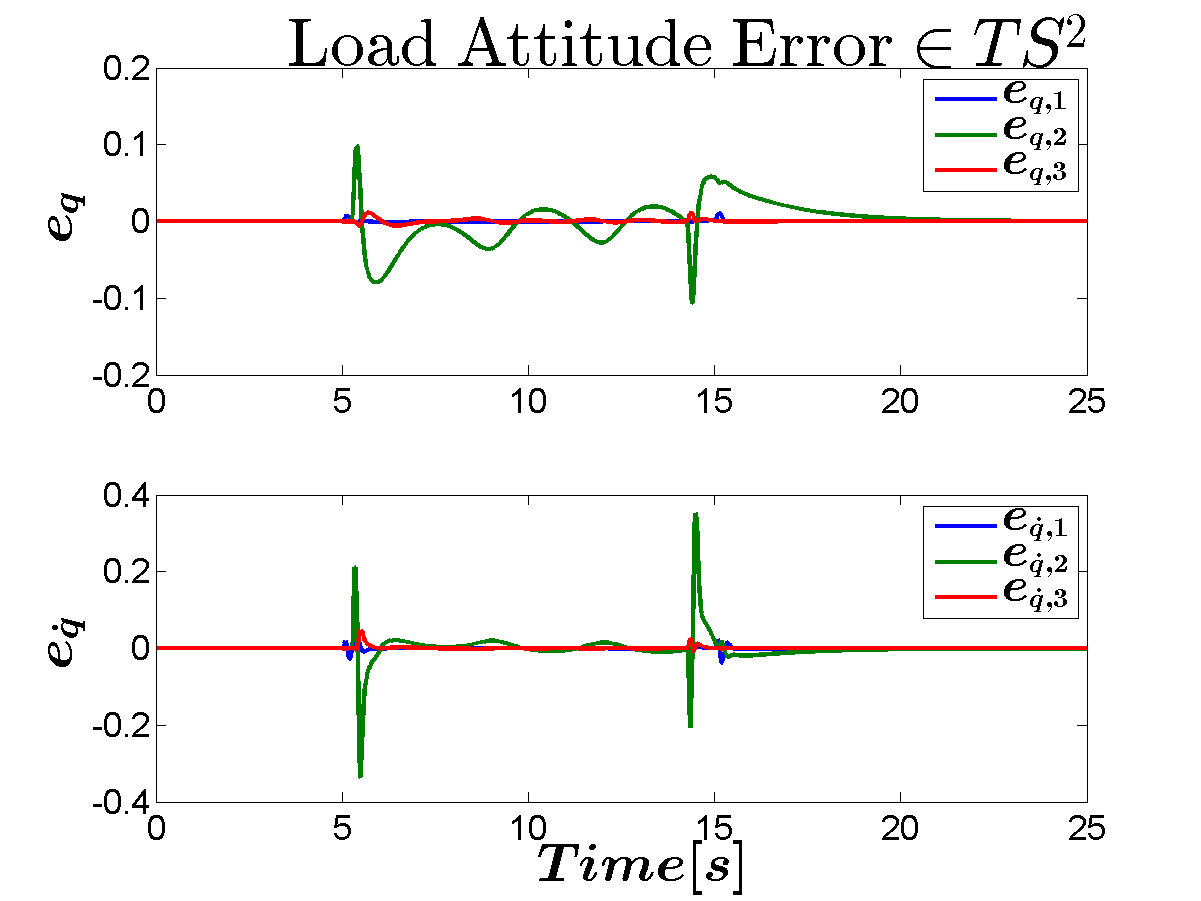 Load Attitude Error ∈ TS²
0.2
0.1
0
-0.1
-0.2
e_q
e_{q,1}
e_{q,2}
e_{q,3}
0 5 10 15 20 25
0.4
0.2
0
-0.2
-0.4
e_{q̇}
e_{q̇,1}
e_{q̇,2}
e_{q̇,3}
0 5 10 15 20 25
Time[s]